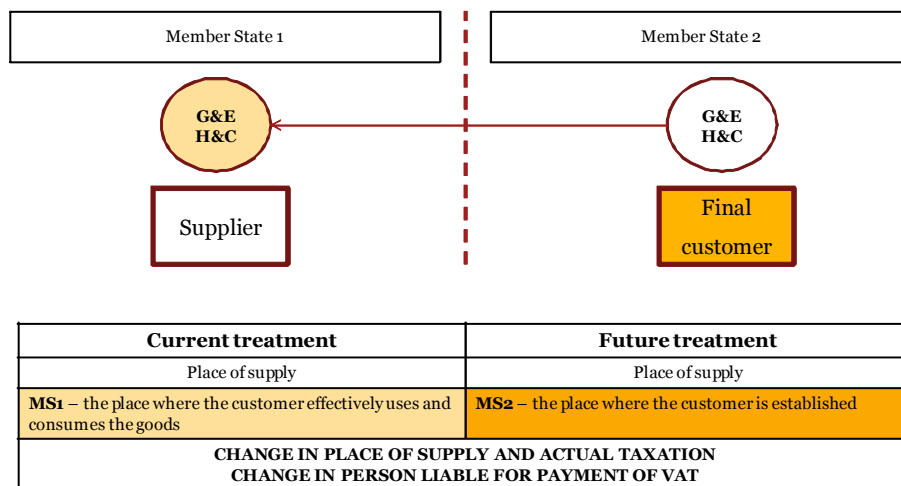 Member State 1
Member State 2
G&E
H&C
G&E
H&C
Supplier
Final
customer
Current treatment
Future treatment
Place of supply
Place of supply
MS1 – the place where the customer effectively uses and
consumes the goods
MS2 – the place where the customer is established
CHANGE IN PLACE OF SUPPLY AND ACTUAL TAXATION
CHANGE IN PERSON LIABLE FOR PAYMENT OF VAT